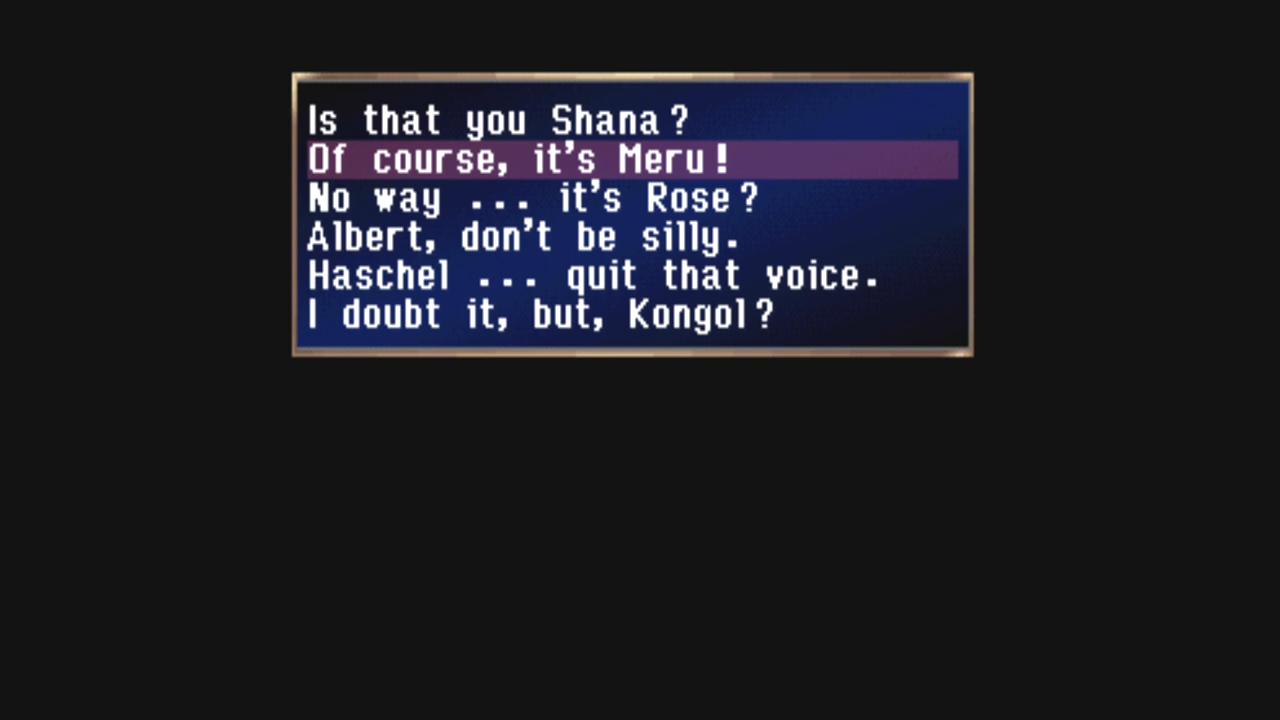 Is that you Shana?
Of course, it's Meru!
No way ... it's Rose?
Albert, don't be silly.
Haschel ... quit that voice.
I doubt it, but, Kongol?